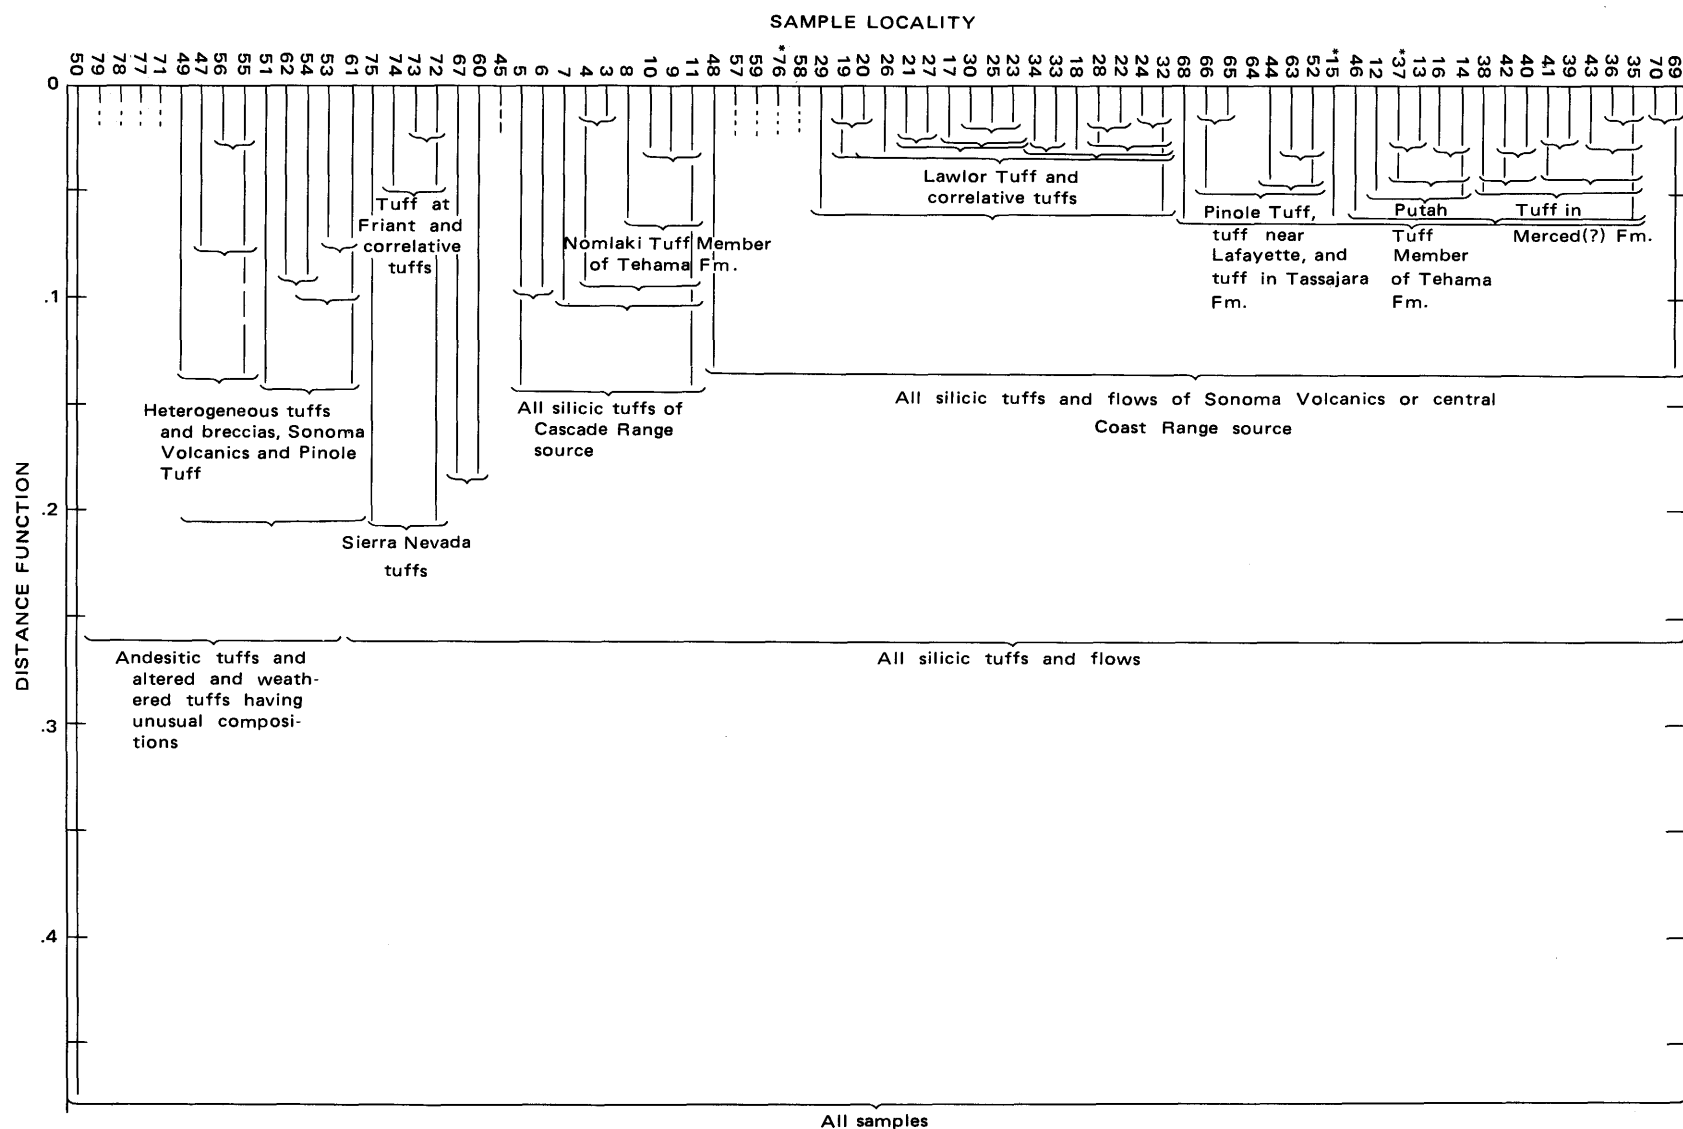 SAMPLE LOCALITY
50 79 78 77 71 49 47 56 55 51 62 54 53 61 75 74 73 72 67 60 45 5 6 7 4 3 8 10 9 11 48 57 59 *76 58 29 19 20 26 21 27 17 30 25 23 34 33 18 28 22 24 32 68 66 65 64 44 63 52 *15 46 12 *37 13 16 14 38 42 40 41 39 43 36 35 70 69
0
.1
.2
.3
.4
DISTANCE FUNCTION
Tuff at
Friant and
correlative
tuffs
Nomlaki Tuff Member
of Tehama Fm.
Lawlor Tuff and
correlative tuffs
Pinole Tuff,
tuff near
Lafayette, and
tuff in Tassajara
Fm.
Putah
Tuff
Member
of Tehama
Fm.
Tuff in
Merced(?) Fm.
Heterogeneous tuffs
and breccias, Sonoma
Volcanics and Pinole
Tuff
All silicic tuffs of
Cascade Range
source
All silicic tuffs and flows of Sonoma Volcanics or central
Coast Range source
Sierra Nevada
tuffs
Andesitic tuffs and
altered and weath-
ered tuffs having
unusual composi-
tions
All silicic tuffs and flows
All samples